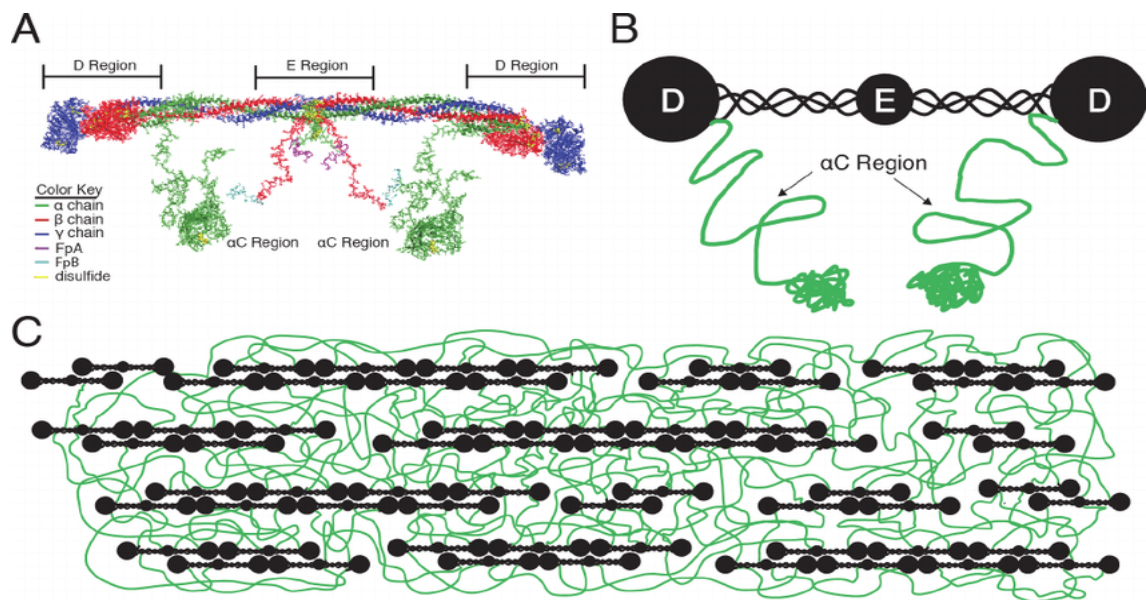 A
D Region
E Region
D Region
Color Key
α chain
β chain
γ chain
FpA
FpB
disulfide
αC Region
αC Region
B
D
E
D
αC Region
C